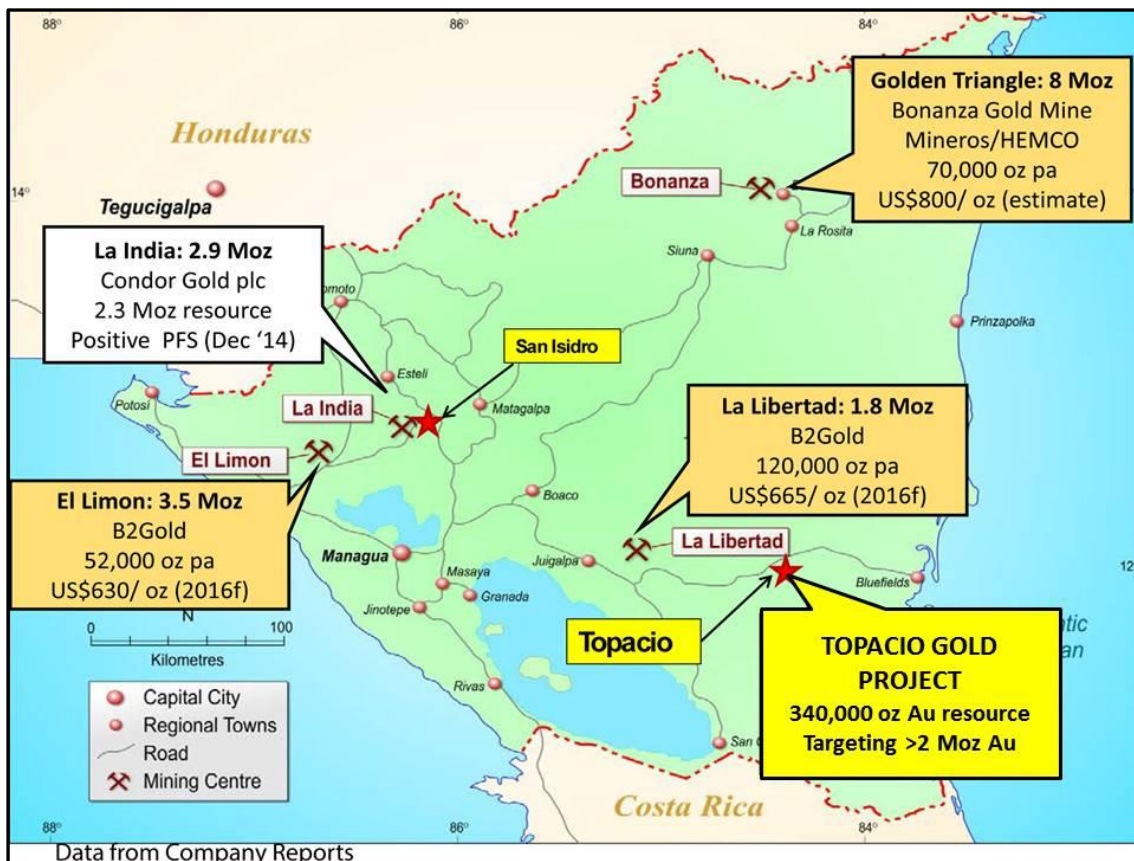 88°
86°
84°
Golden Triangle: 8 Moz
Bonanza Gold Mine
Mineros/HEMCO
70,000 oz pa
US$800/ oz (estimate)
Honduras
14°
Bonanza
Tegucigalpa
La Rosita
La India: 2.9 Moz
Condor Gold plc
2.3 Moz resource
Positive PFS (Dec ‘14)
Siuna
Prinzapolka
San Isidro
Esteli
Potosi
La India
Matagalpa
La Libertad: 1.8 Moz
B2Gold
120,000 oz pa
US$665/ oz (2016f)
El Limon
El Limon: 3.5 Moz
B2Gold
52,000 oz pa
US$630/ oz (2016f)
Boaco
Managua
La Libertad
Juigalpa
Masaya
Granada
Jinotepe
Bluefields
N
0 100
Kilometres
Topacio
TOPACIO GOLD
PROJECT
340,000 oz Au resource
Targeting >2 Moz Au
Rivas
Capital City
Regional Towns
Road
Mining Centre
San
Costa Rica
88°
86°
84°
Data from Company Reports